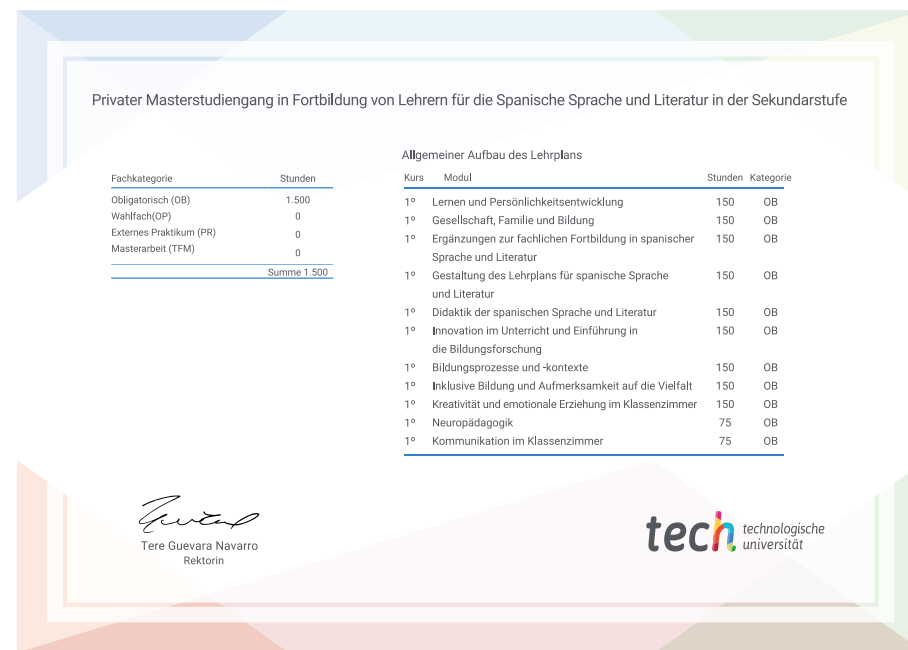 Privater Masterstudiengang in Fortbildung von Lehrern für die Spanische Sprache und Literatur in der Sekundarstufe
Fachkategorie Stunden
Obligatorisch (OB) 1.500
Wahlfach(OP) 0
Externes Praktikum (PR) 0
Masterarbeit (TFM) 0
Summe 1.500
Allgemeiner Aufbau des Lehrplans
Kurs Modul Stunden Kategorie
1º Lernen und Persönlichkeitsentwicklung 150 OB
1º Gesellschaft, Familie und Bildung 150 OB
1º Ergänzungen zur fachlichen Fortbildung in spanischer 150 OB
Sprache und Literatur
1º Gestaltung des Lehrplans für spanische Sprache 150 OB
und Literatur
1º Didaktik der spanischen Sprache und Literatur 150 OB
1º Innovation im Unterricht und Einführung in 150 OB
die Bildungsforschung
1º Bildungsprozesse und -kontexte 150 OB
1º Inklusive Bildung und Aufmerksamkeit auf die Vielfalt 150 OB
1º Kreativität und emotionale Erziehung im Klassenzimmer 150 OB
1º Neuropädagogik 75 OB
1º Kommunikation im Klassenzimmer 75 OB
Tere Guevara Navarro
Rektorin
tech technologische
universität